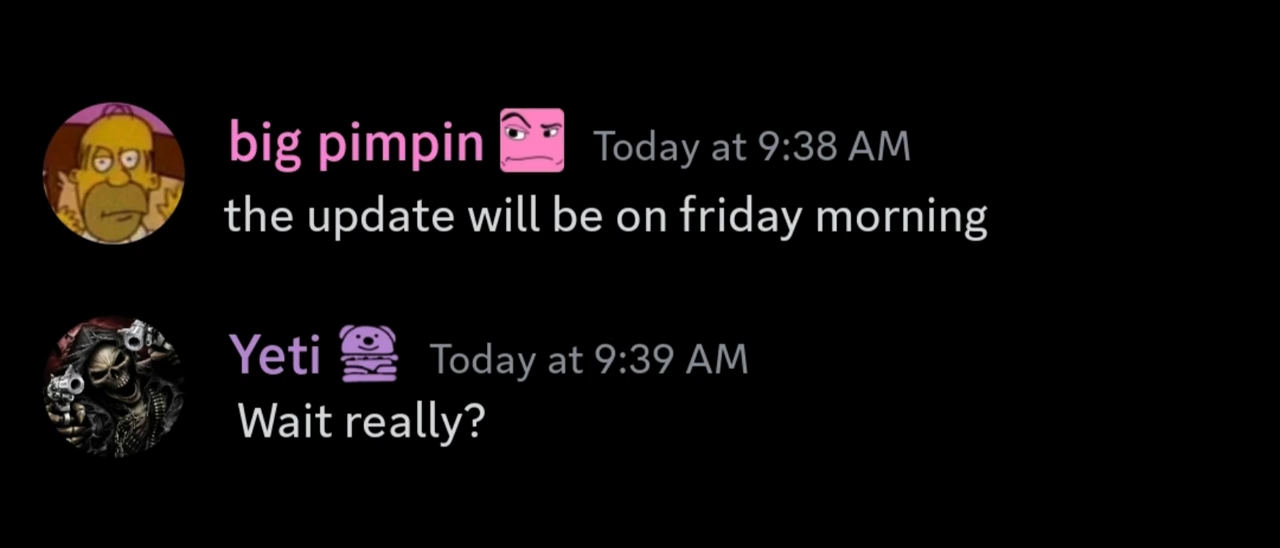 big pimpin Today at 9:38 AM
the update will be on friday morning
Yeti Today at 9:39 AM
Wait really?